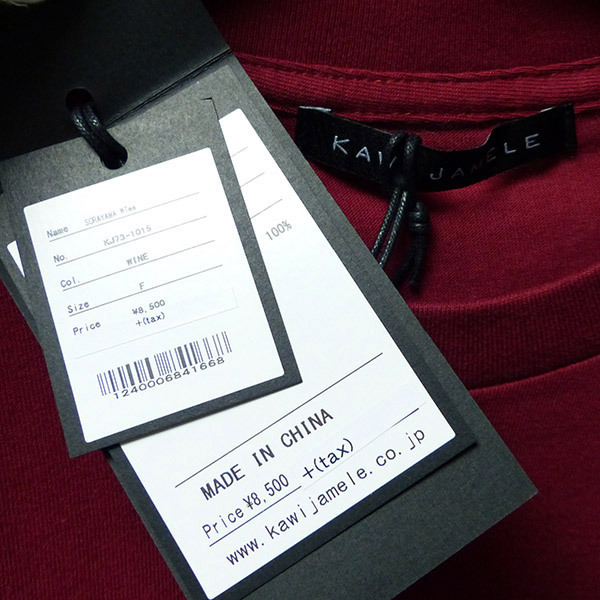 KAWI JAMELE
Name SORAYAMA MTee
No. KJ73-1015
Col. WINE
Size F
Price ¥8,500
+(tax)
1240006841668
100%
MADE IN CHINA
Price ¥8,500 +(tax)
www.kawijamele.co.jp